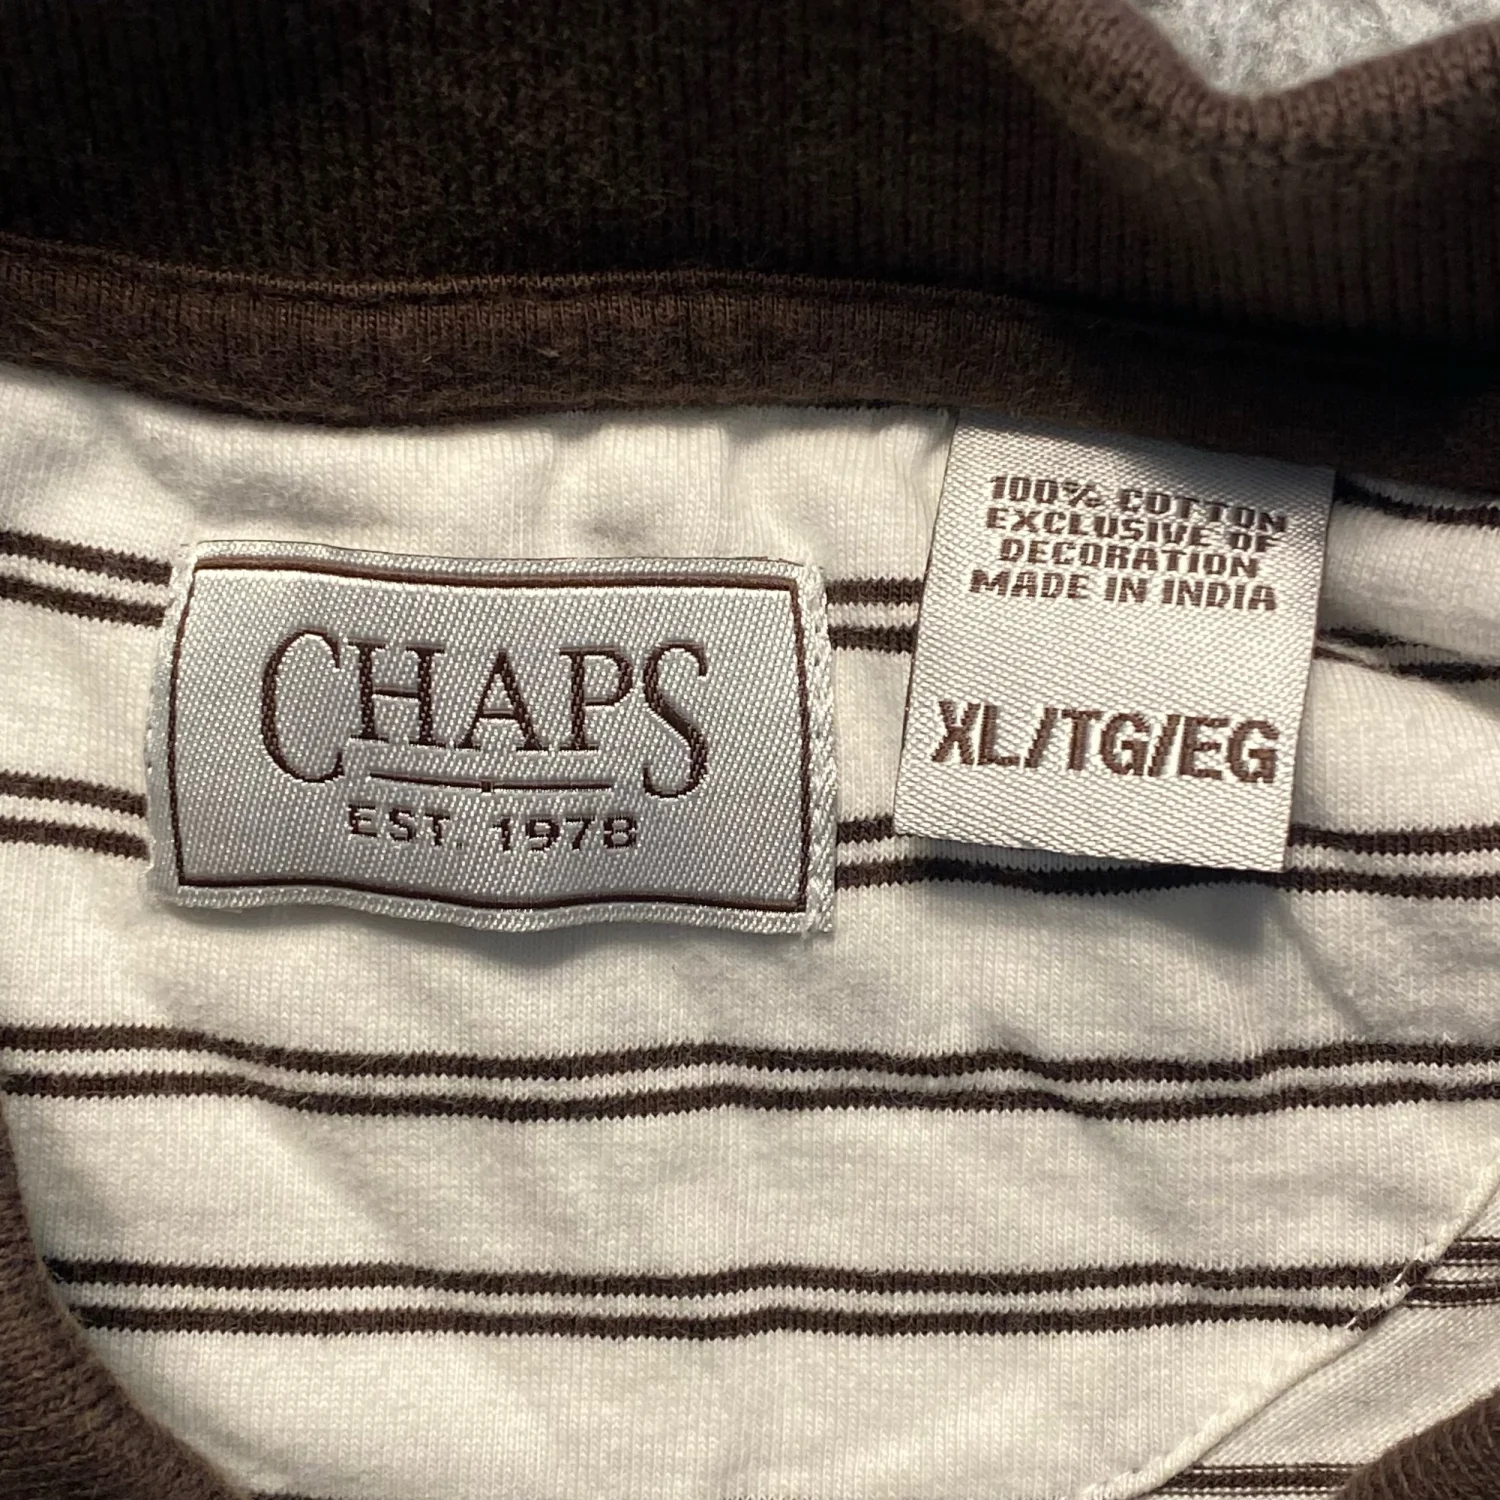 CHAPS
EST. 1978
100% COTTON
EXCLUSIVE OF
DECORATION
MADE IN INDIA
XL/TG/EG